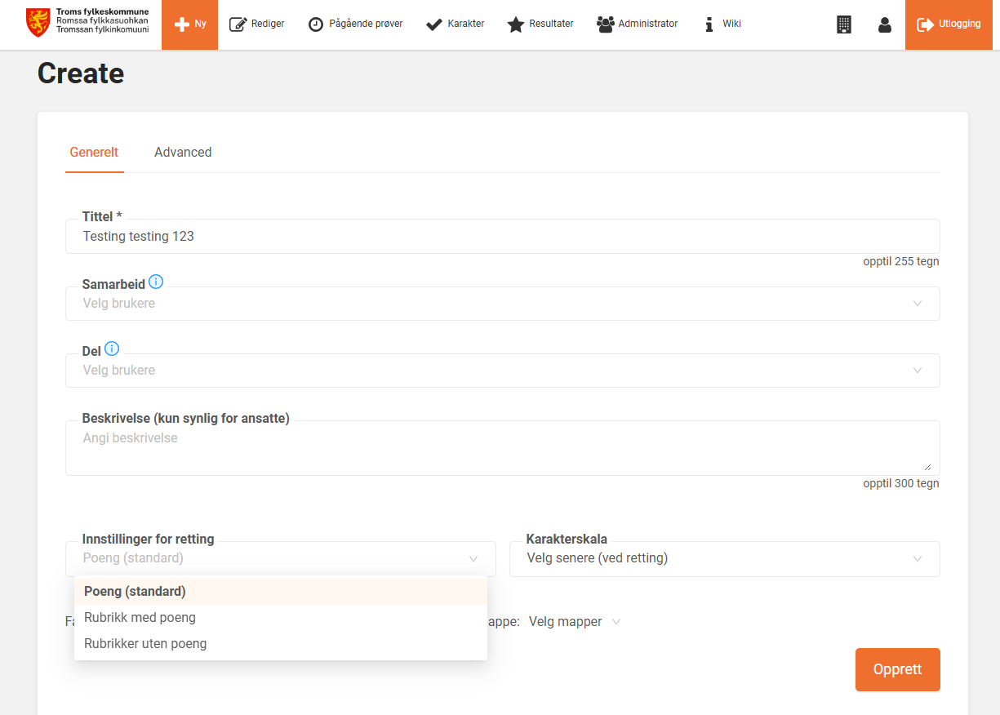 Troms fylkeskommune
Romssa fylkkasuohkan
Tromssan fylkinkomuuni
Ny
Rediger
Pågående prøver
Karakter
Resultater
Administrator
Wiki
Utlogging
Create
Generelt
Advanced
Tittel *
Testing testing 123
opptil 255 tegn
Samarbeid
Velg brukere
Del
Velg brukere
Beskrivelse (kun synlig for ansatte)
Angi beskrivelse
opptil 300 tegn
Innstillinger for retting
Poeng (standard)
Karakterskala
Velg senere (ved retting)
Poeng (standard)
Rubrikk med poeng
Rubrikker uten poeng
appe: Velg mapper
Opprett